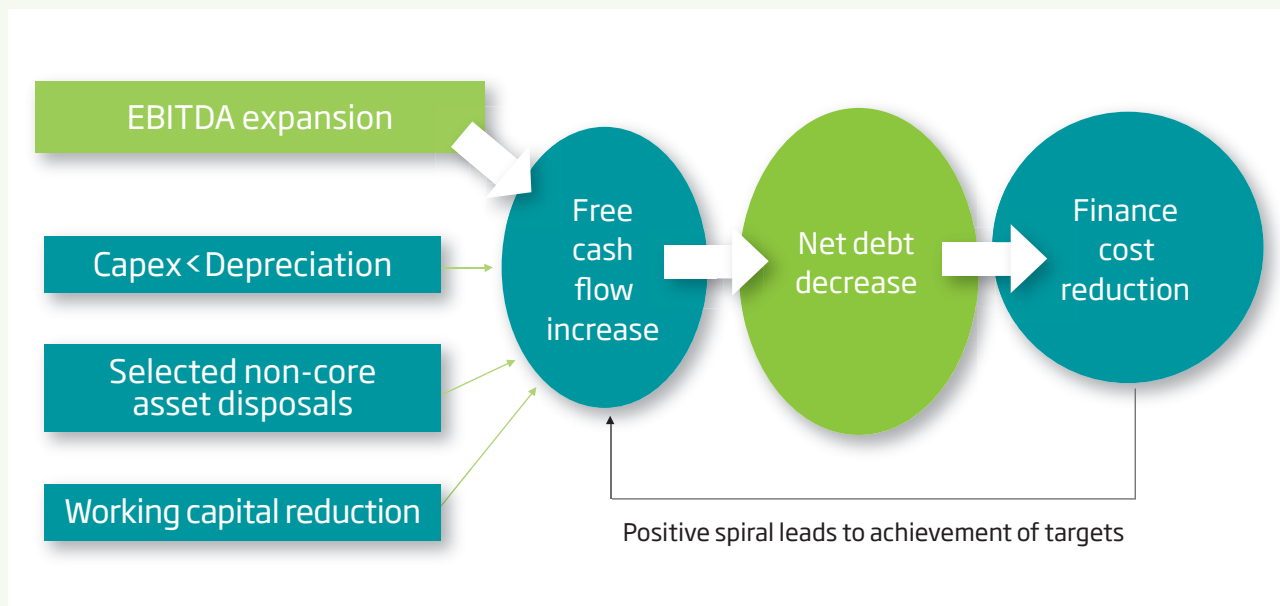 EBITDA expansion
Capex<Depreciation
Selected non-core
asset disposals
Working capital reduction
Free
cash
flow
increase
Net debt
decrease
Finance
cost
reduction
Positive spiral leads to achievement of targets